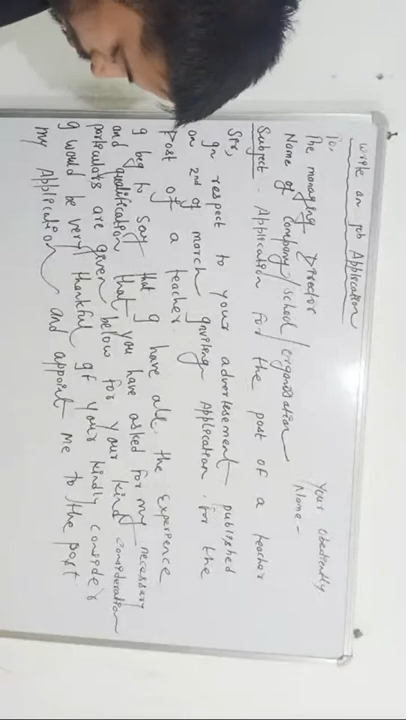 write an job Application
To,
The managing Director
Name of Company/School/organisation
Subject - Application for the post of a teacher
Sir,
In respect to your advertesement published
on 2nd of march inviteng Application for the
Post of a teacher
I beg to say that I have all the experience
and qualification that you have asked for my necessary
particulars are given below for your kind consideration
I would be very thankful If your kindly consider
my Application and appoint me to the post
Your obediently
Name -